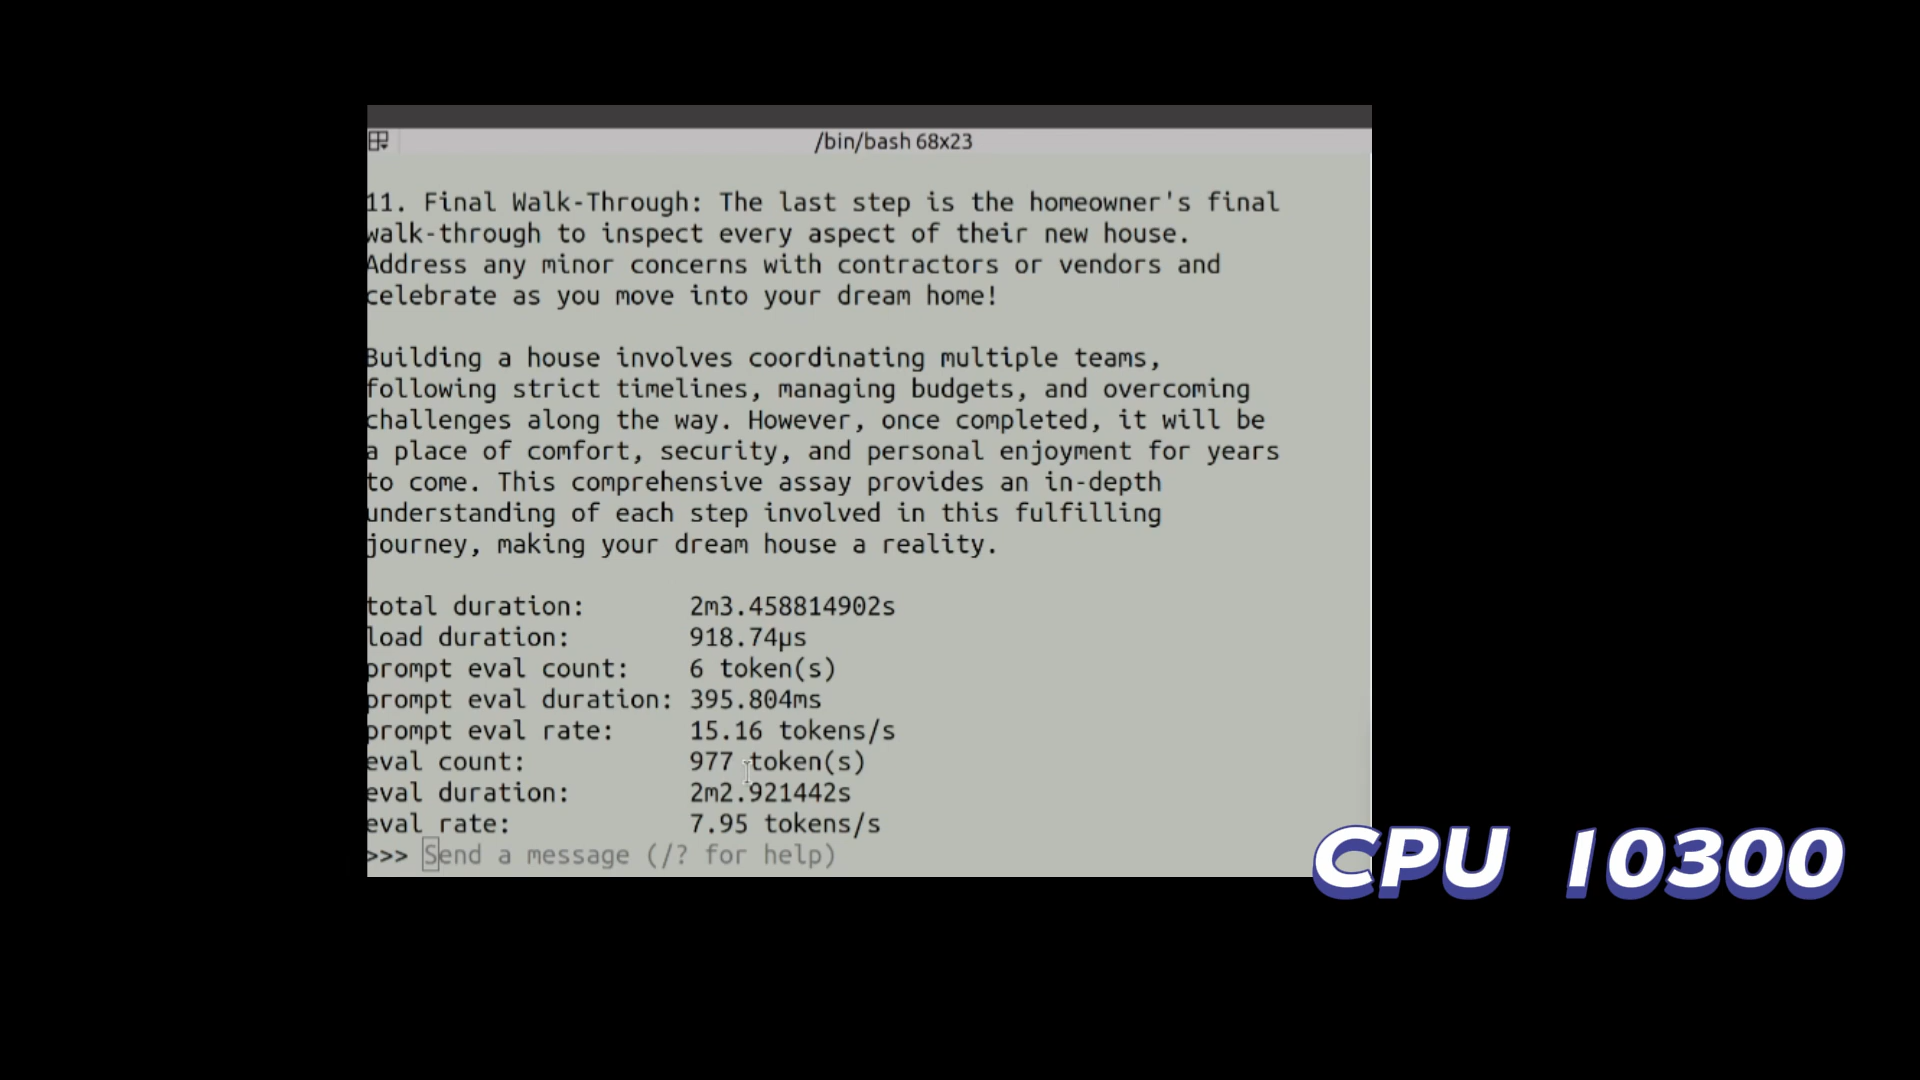 /bin/bash 68x23
11. Final Walk-Through: The last step is the homeowner's final
walk-through to inspect every aspect of their new house.
Address any minor concerns with contractors or vendors and
celebrate as you move into your dream home!
Building a house involves coordinating multiple teams,
following strict timelines, managing budgets, and overcoming
challenges along the way. However, once completed, it will be
a place of comfort, security, and personal enjoyment for years
to come. This comprehensive assay provides an in-depth
understanding of each step involved in this fulfilling
journey, making your dream house a reality.
total duration: 2m3.458814902s
load duration: 918.74µs
prompt eval count: 6 token(s)
prompt eval duration: 395.804ms
prompt eval rate: 15.16 tokens/s
eval count: 977 token(s)
eval duration: 2m2.921442s
eval rate: 7.95 tokens/s
>>> Send a message (/? for help)
CPU 10300